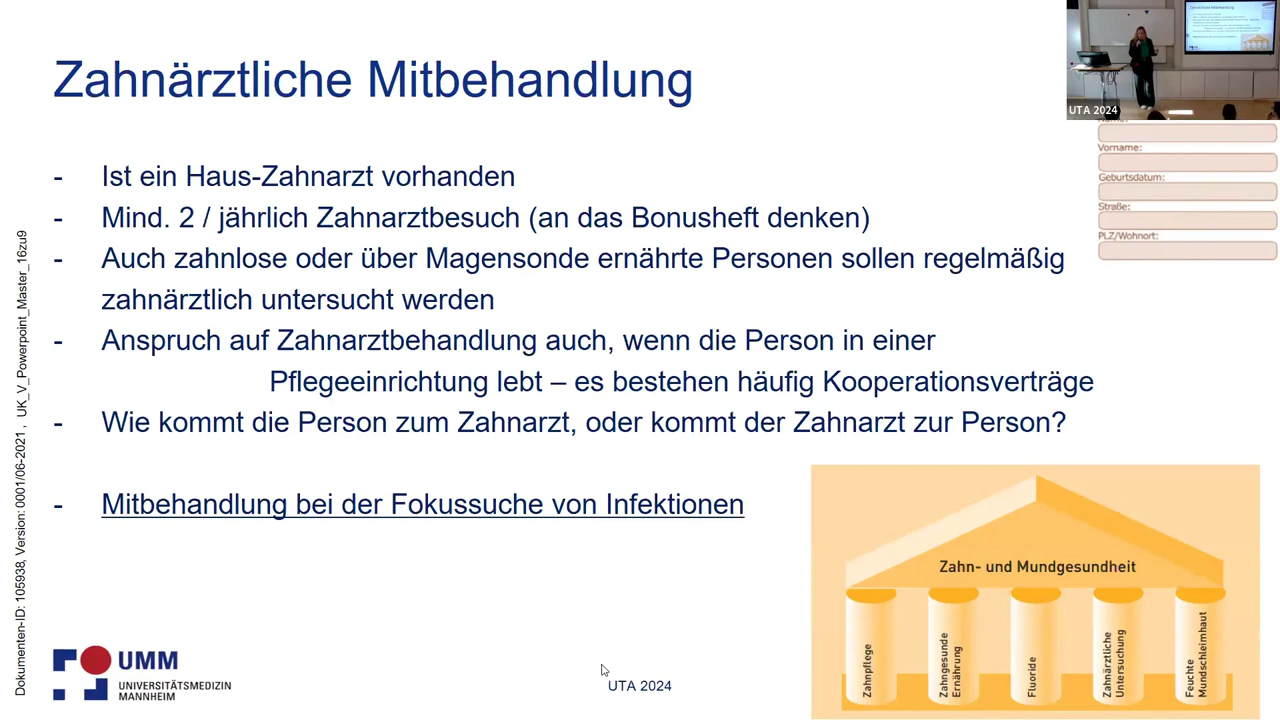 Zahnärztliche Mitbehandlung
UTA 2024
Vorname:
Geburtsdatum:
Straße:
PLZ/Wohnort:
- Ist ein Haus-Zahnarzt vorhanden
- Mind. 2 / jährlich Zahnarztbesuch (an das Bonusheft denken)
- Auch zahnlose oder über Magensonde ernährte Personen sollen regelmäßig
zahnärztlich untersucht werden
- Anspruch auf Zahnarztbehandlung auch, wenn die Person in einer
Pflegeeinrichtung lebt – es bestehen häufig Kooperationsverträge
- Wie kommt die Person zum Zahnarzt, oder kommt der Zahnarzt zur Person?
- Mitbehandlung bei der Fokussuche von Infektionen
Zahn- und Mundgesundheit
Zahnpflege
Zahngesunde
Ernährung
Fluoride
Zahnärztliche
Untersuchung
Feuchte
Mundschleimhaut
Dokumenten-ID: 105938, Version: 0001/06-2021 , UK_V_Powerpoint_Master_16zu9
UMM
UNIVERSITÄTSMEDIZIN
MANNHEIM
UTA 2024